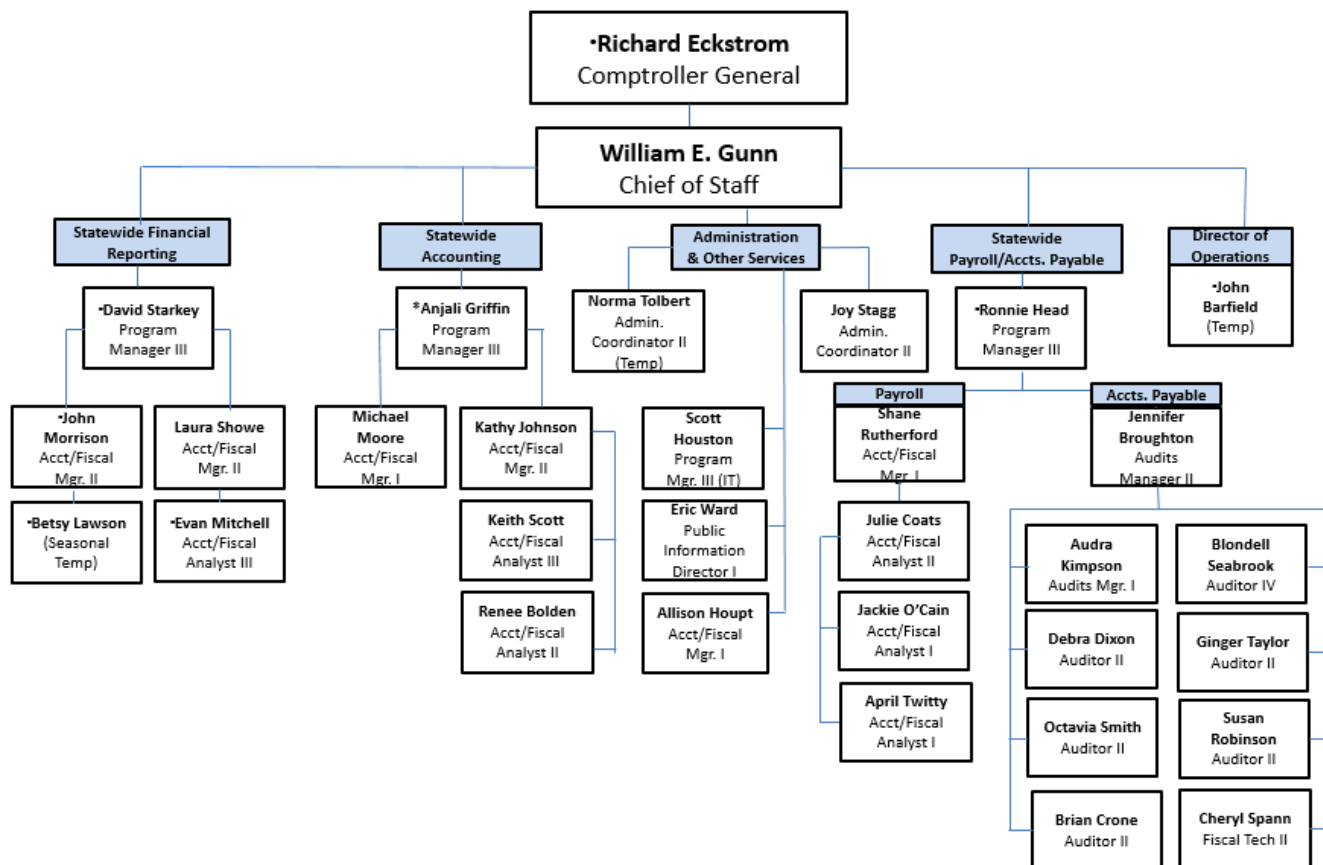 ·Richard Eckstrom
Comptroller General
William E. Gunn
Chief of Staff
Statewide Financial
Reporting
·David Starkey
Program
Manager III
·John
Morrison
Acct/Fiscal
Mgr. II
Laura Showe
Acct/Fiscal
Mgr. II
·Betsy Lawson
(Seasonal
Temp)
·Evan Mitchell
Acct/Fiscal
Analyst III
Statewide
Accounting
*Anjali Griffin
Program
Manager III
Michael
Moore
Acct/Fiscal
Mgr. I
Kathy Johnson
Acct/Fiscal
Mgr. II
Keith Scott
Acct/Fiscal
Analyst III
Renee Bolden
Acct/Fiscal
Analyst II
Administration
& Other Services
Norma Tolbert
Admin.
Coordinator II
(Temp)
Joy Stagg
Admin.
Coordinator II
Scott
Houston
Program
Mgr. III (IT)
Eric Ward
Public
Information
Director I
Allison Houpt
Acct/Fiscal
Mgr. I
Statewide
Payroll/Accts. Payable
·Ronnie Head
Program
Manager III
Payroll
Shane
Rutherford
Acct/Fiscal
Mgr. I
Julie Coats
Acct/Fiscal
Analyst II
Jackie O’Cain
Acct/Fiscal
Analyst I
April Twitty
Acct/Fiscal
Analyst I
Accts. Payable
Jennifer
Broughton
Audits
Manager II
Audra
Kimpson
Audits Mgr. I
Blondell
Seabrook
Auditor IV
Debra Dixon
Auditor II
Ginger Taylor
Auditor II
Octavia Smith
Auditor II
Susan
Robinson
Auditor II
Brian Crone
Auditor II
Cheryl Spann
Fiscal Tech II
Director of
Operations
·John
Barfield
(Temp)